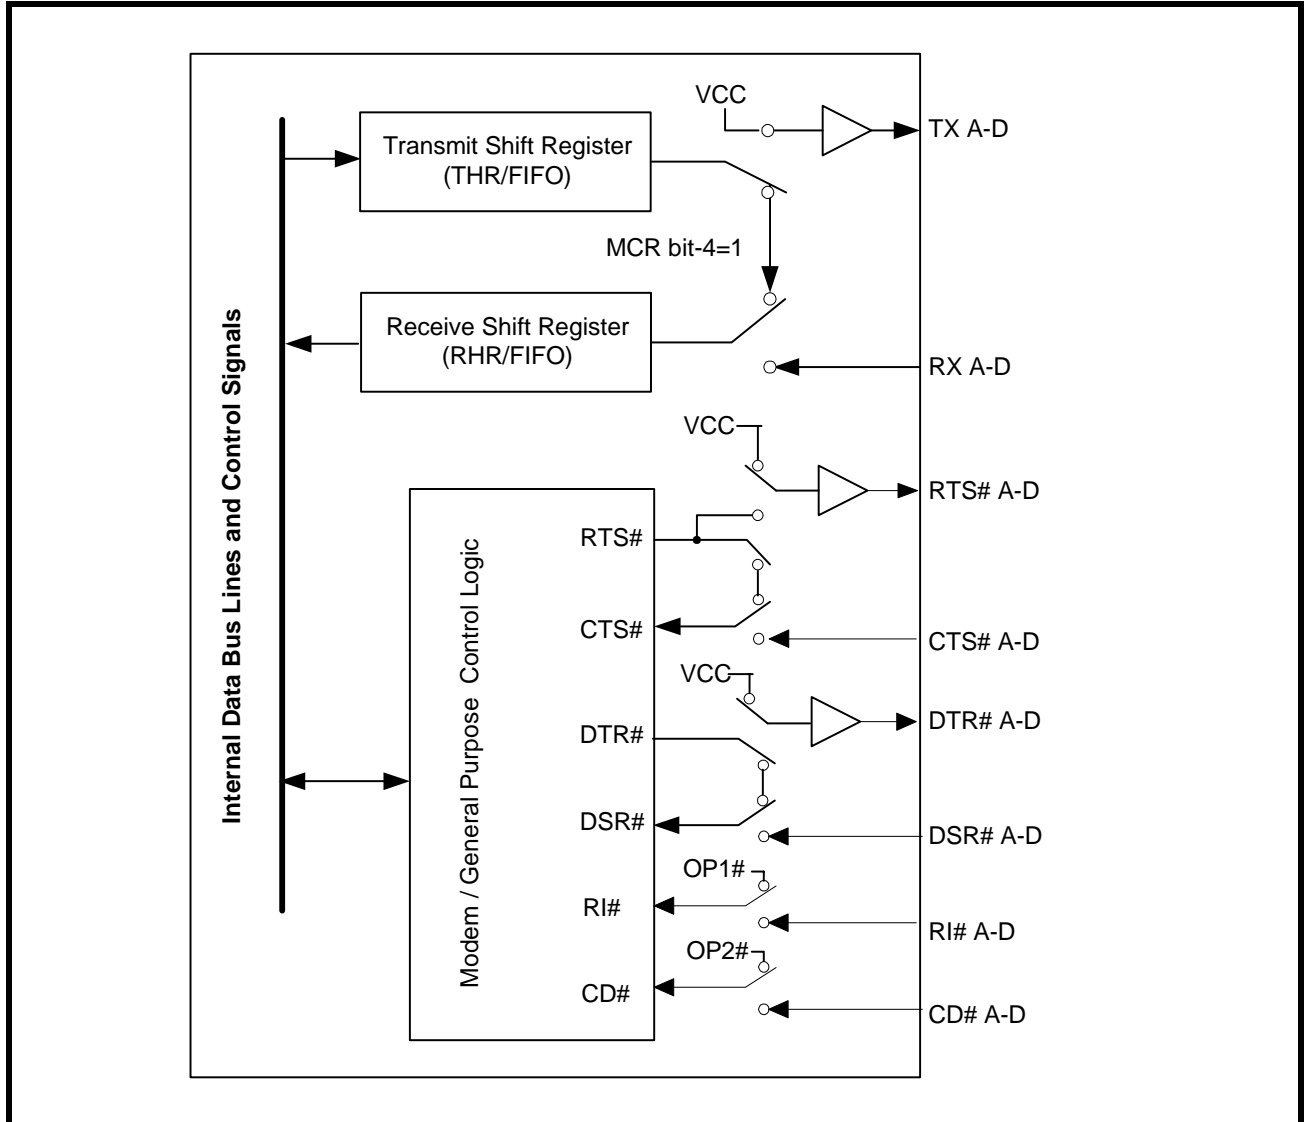 VCC
TX A-D
Transmit Shift Register
(THR/FIFO)
MCR bit-4=1
Receive Shift Register
(RHR/FIFO)
RX A-D
Internal Data Bus Lines and Control Signals
VCC
RTS# A-D
Modem / General Purpose Control Logic
RTS#
CTS#
CTS# A-D
VCC
DTR# A-D
DTR#
DSR#
DSR# A-D
OP1#
RI#
RI# A-D
OP2#
CD#
CD# A-D